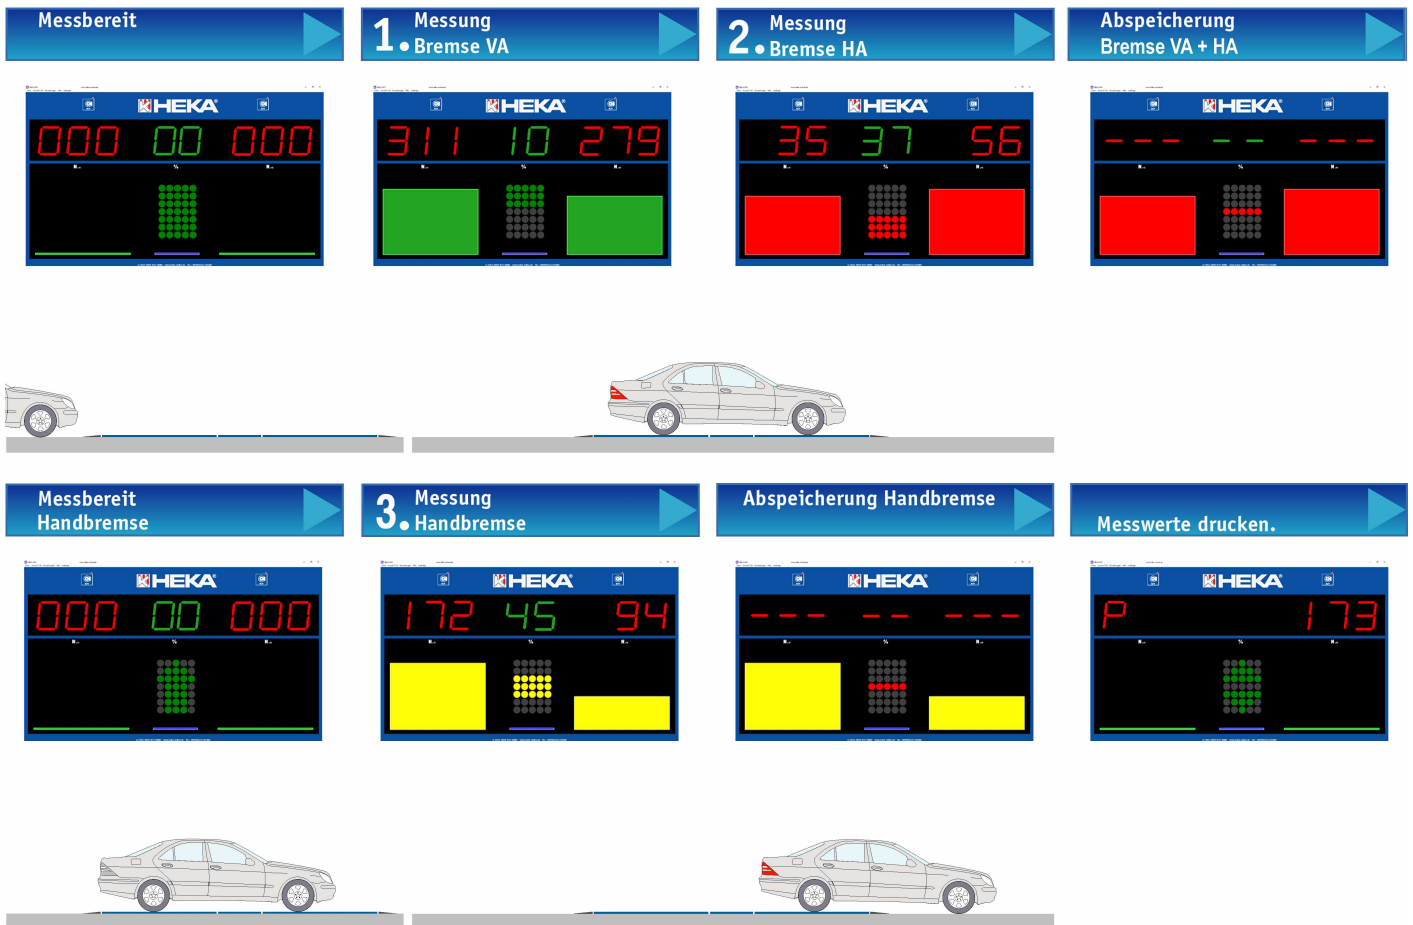 Messbereit
1. Messung
Bremse VA
2. Messung
Bremse HA
Abspeicherung
Bremse VA + HA
HEKA®
000 00 000
%
HEKA®
311 10 279
%
HEKA®
35 37 56
%
HEKA®
--- -- ---
%
Messbereit
Handbremse
3. Messung
Handbremse
Abspeicherung Handbremse
Messwerte drucken.
HEKA®
000 00 000
%
HEKA®
172 45 94
%
HEKA®
--- -- ---
%
HEKA®
P 173
%